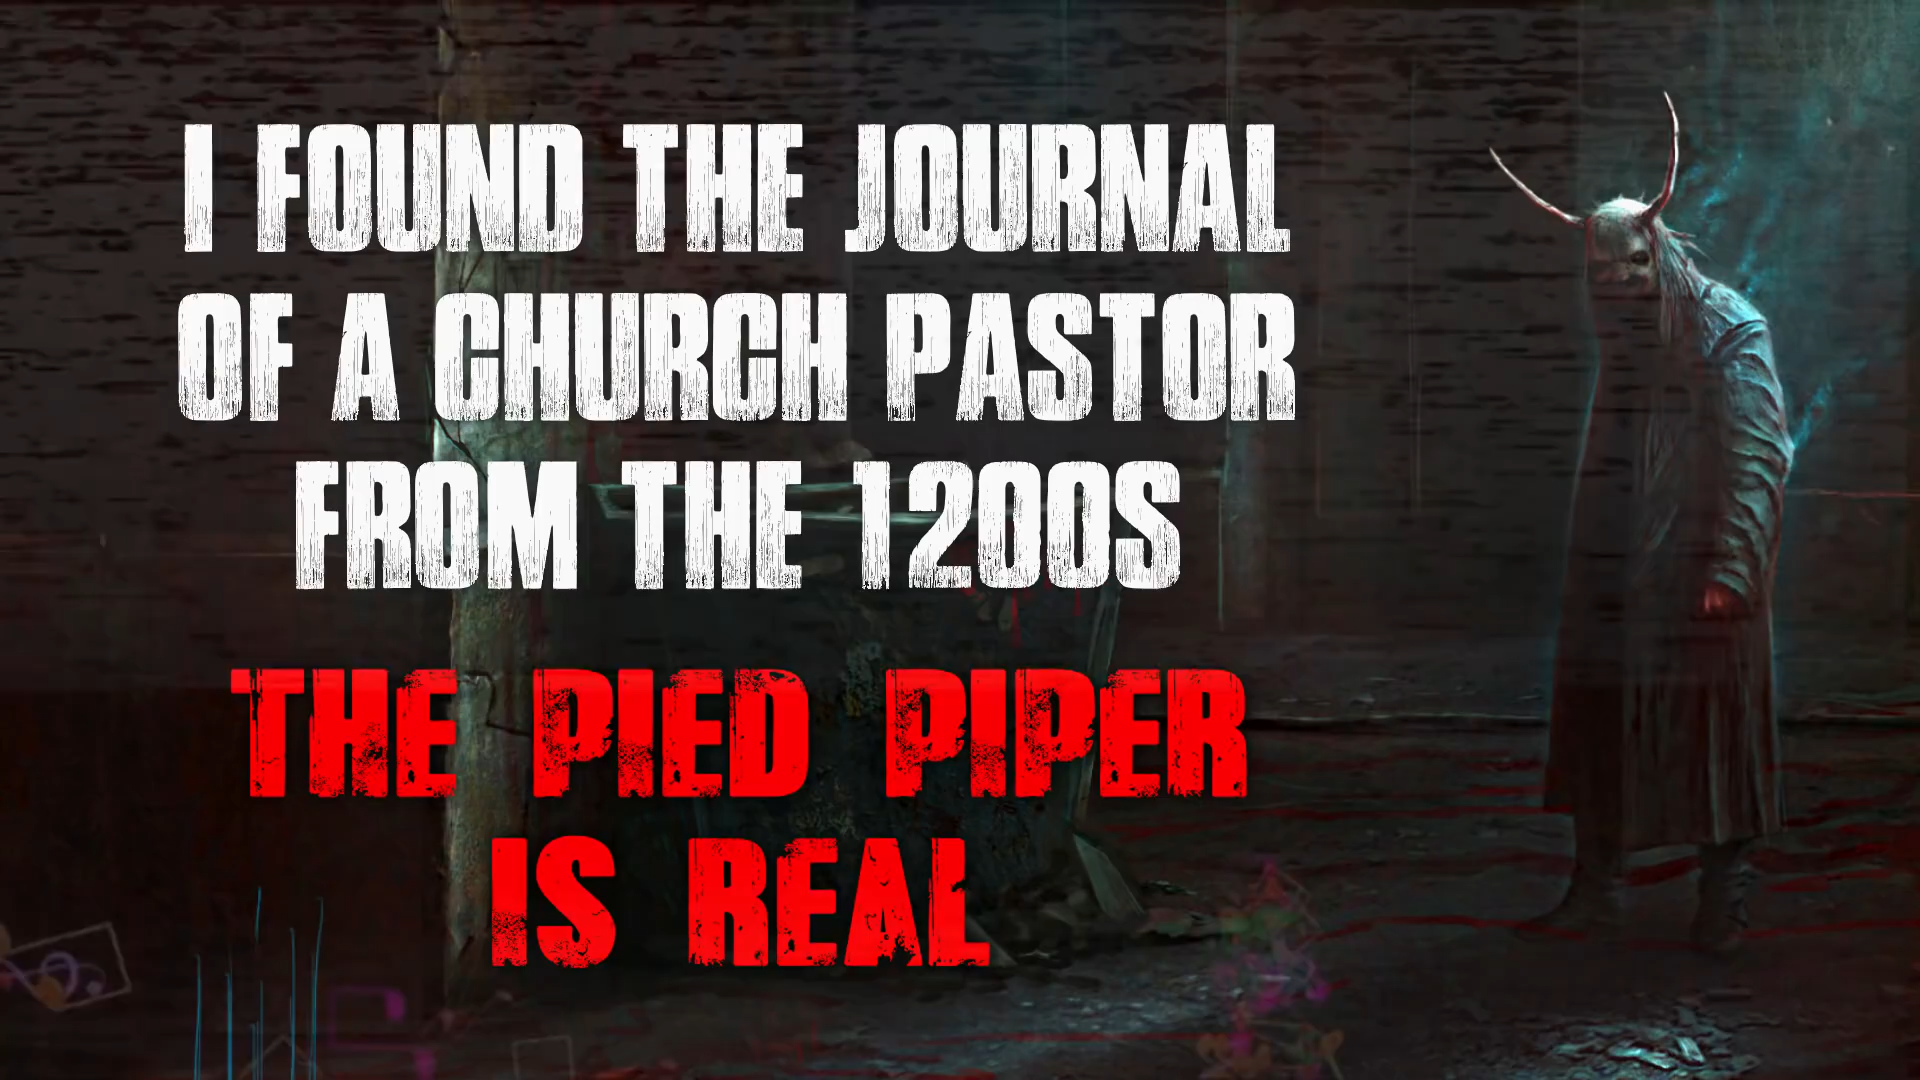 I FOUND THE JOURNAL
OF A CHURCH PASTOR
FROM THE 1200S
THE PIED PIPER
IS REAL